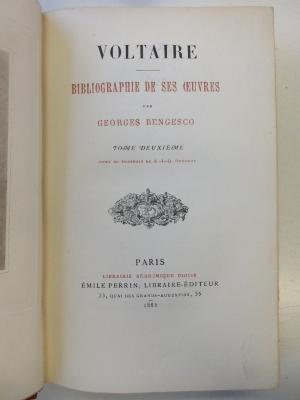 VOLTAIRE
BIBLIOGRAPHIE DE SES ŒUVRES
PAR
GEORGES BENGESCO
TOME DEUXIÈME
PARIS
LIBRAIRIE ACADÉMIQUE DIDIER
ÉMILE PERRIN, LIBRAIRE-ÉDITEUR
35, QUAI DES GRANDS-AUGUSTINS, 35